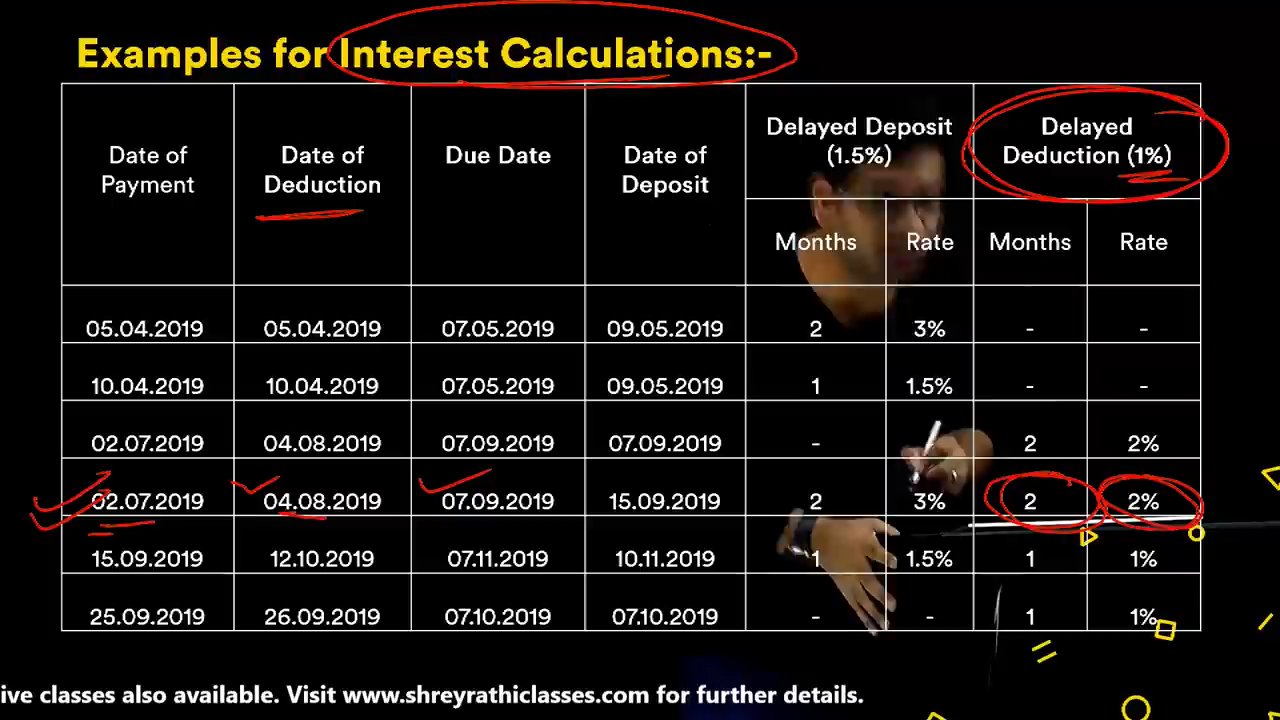 Examples for Interest Calculations:-
Date of Payment | Date of Deduction | Due Date | Date of Deposit | Delayed Deposit (1.5%) | Delayed Deduction (1%)
Months | Rate | Months | Rate
05.04.2019 | 05.04.2019 | 07.05.2019 | 09.05.2019 | 2 | 3% | - | -
10.04.2019 | 10.04.2019 | 07.05.2019 | 09.05.2019 | 1 | 1.5% | - | -
02.07.2019 | 04.08.2019 | 07.09.2019 | 07.09.2019 | - | - | 2 | 2%
02.07.2019 | 04.08.2019 | 07.09.2019 | 15.09.2019 | 2 | 3% | 2 | 2%
15.09.2019 | 12.10.2019 | 07.11.2019 | 10.11.2019 | 1 | 1.5% | 1 | 1%
25.09.2019 | 26.09.2019 | 07.10.2019 | 07.10.2019 | - | - | 1 | 1%
ive classes also available. Visit www.shreyrathiclasses.com for further details.